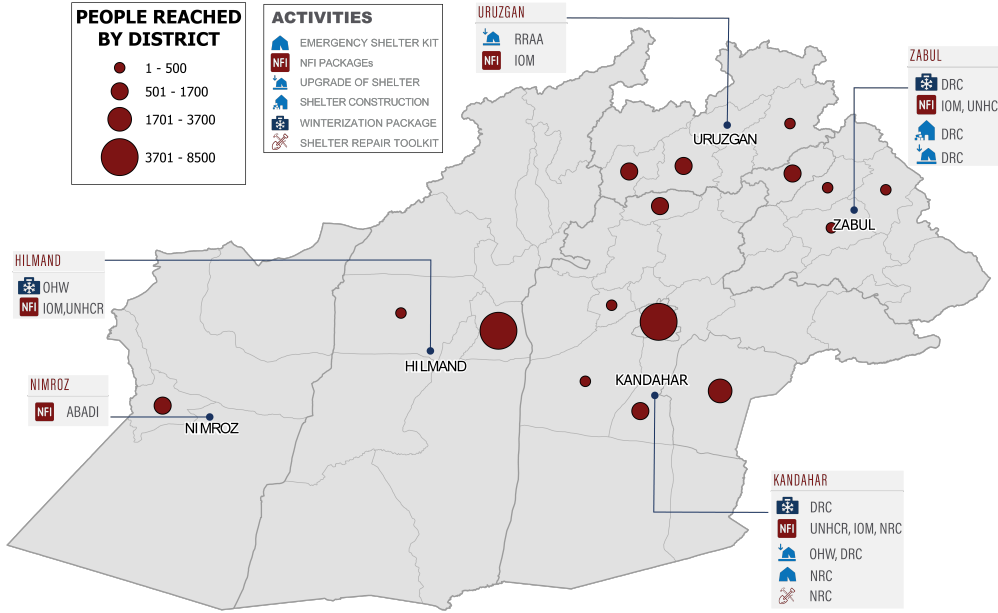 PEOPLE REACHED
BY DISTRICT
1 - 500
501 - 1700
1701 - 3700
3701 - 8500
ACTIVITIES
EMERGENCY SHELTER KIT
NFI NFI PACKAGEs
UPGRADE OF SHELTER
SHELTER CONSTRUCTION
WINTERIZATION PACKAGE
SHELTER REPAIR TOOLKIT
URUZGAN
RRAA
NFI IOM
ZABUL
DRC
NFI IOM, UNHC
DRC
DRC
URUZGAN
ZABUL
HILMAND
OHW
NFI IOM,UNHCR
HILMAND
NIMROZ
NFI ABADI
NIMROZ
KANDAHAR
KANDAHAR
DRC
NFI UNHCR, IOM, NRC
OHW, DRC
NRC
NRC